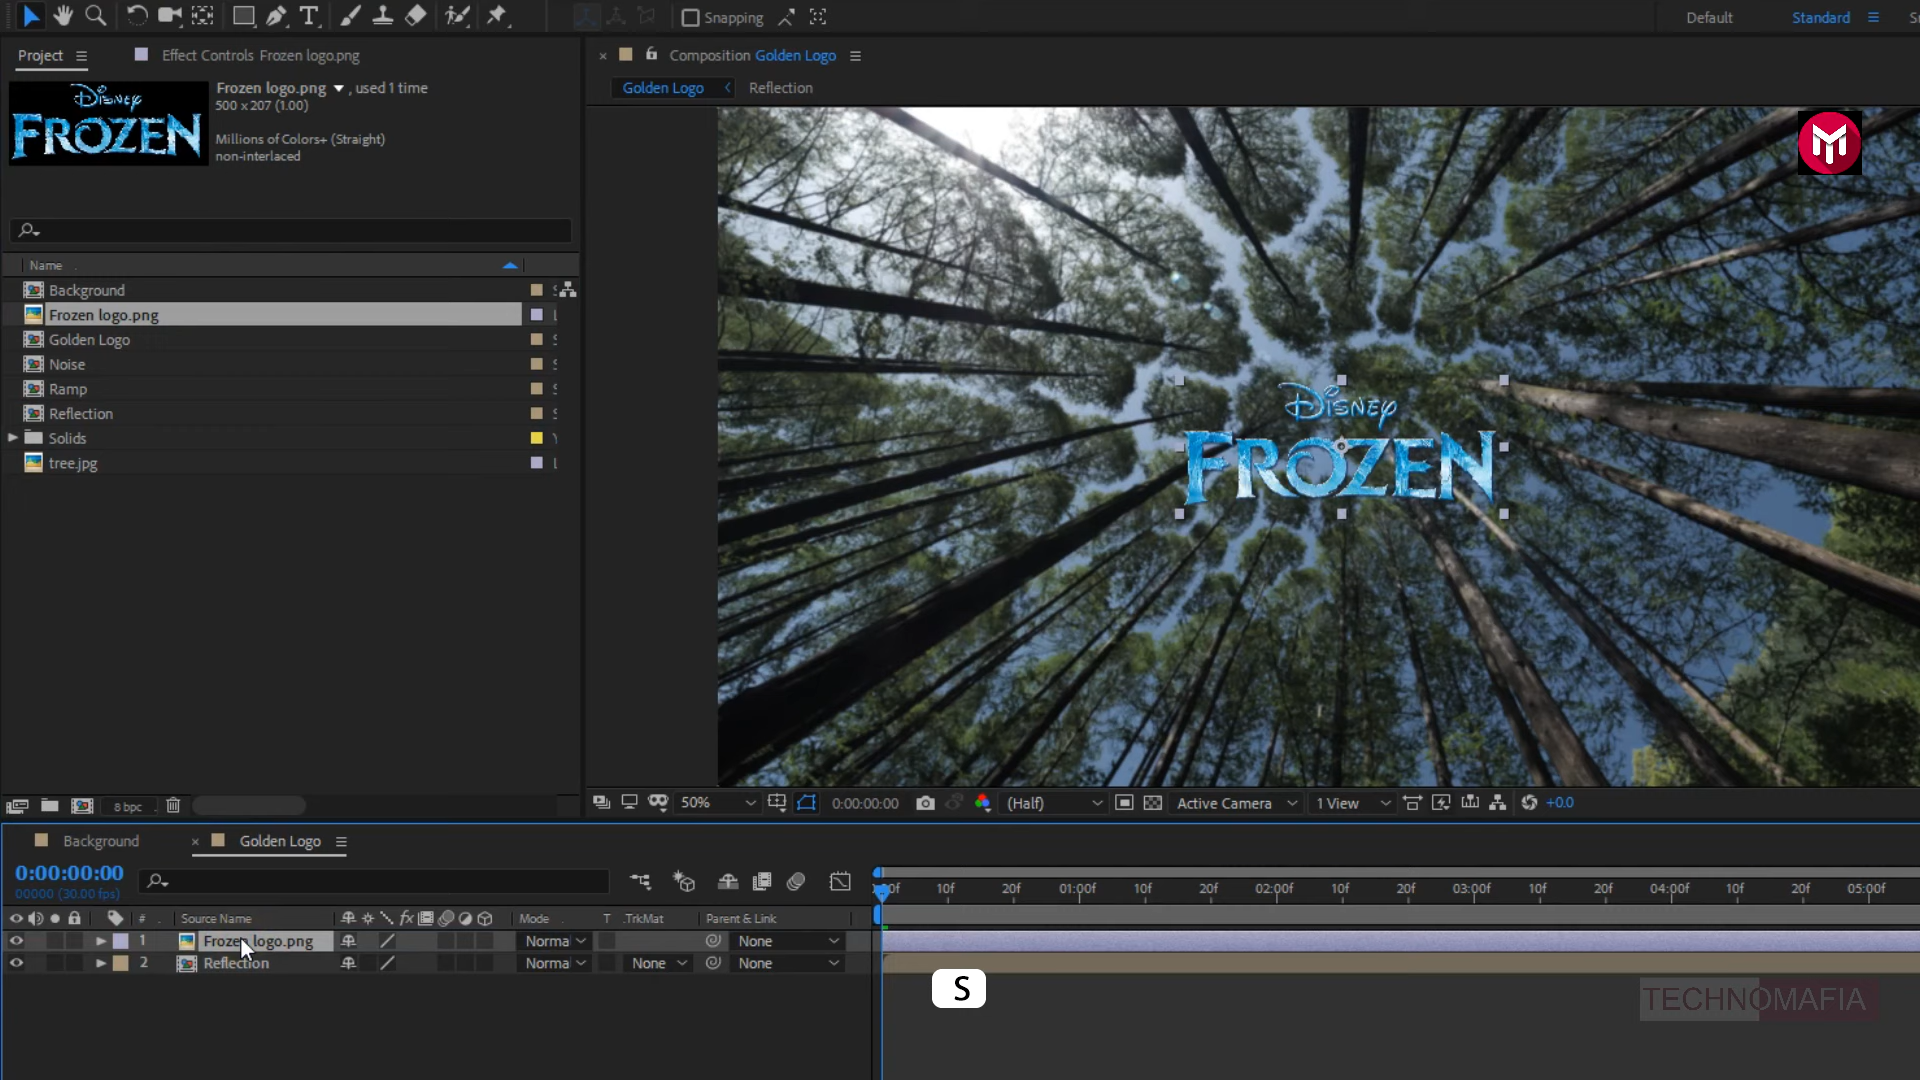 Snapping
Default
Standard
Project
Effect Controls Frozen logo.png
Composition Golden Logo
Golden Logo
Reflection
Disney
FROZEN
Frozen logo.png , used 1 time
500 x 207 (1.00)
Millions of Colors+ (Straight)
non-interlaced
Name
Background
Frozen logo.png
Golden Logo
Noise
Ramp
Reflection
Solids
tree.jpg
Disney
FROZEN
8 bpc
50%
0:00:00:00
(Half)
Active Camera
1 View
+0.0
Background
Golden Logo
0:00:00:00
00000 (30.00 fps)
10f 20f 01:00f 10f 20f 02:00f 10f 20f 03:00f 10f 20f 04:00f 10f 20f 05:00f
# Source Name fx Mode T .TrkMat Parent & Link
1 Frozen logo.png Norma None
2 Reflection Norma None None
S
TECHNOMAFIA